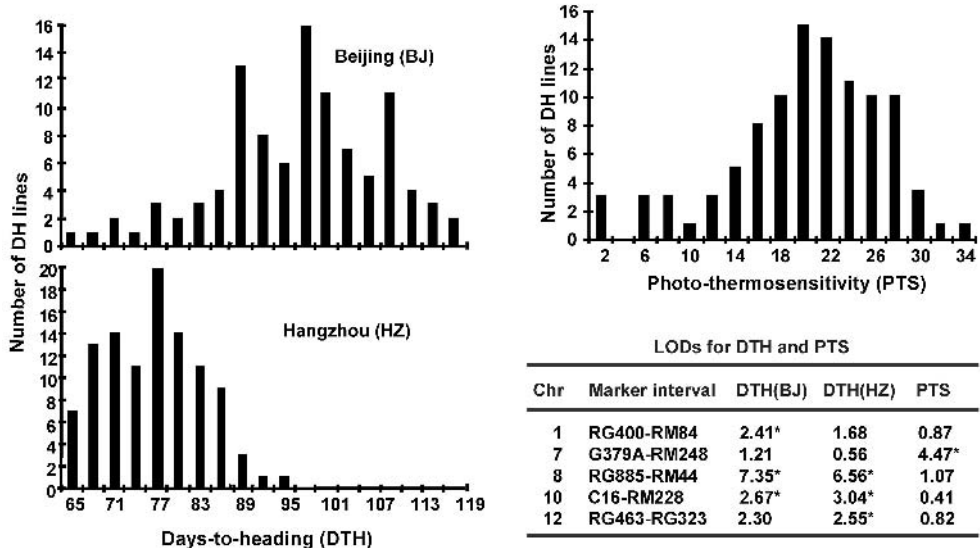 16
14
12
10
8
6
4
2
0
Beijing (BJ)
20
18
16
14
12
10
8
6
4
2
0
Hangzhou (HZ)
65 71 77 83 89 95 101 107 113 119
Days-to-heading (DTH)
Number of DH lines
16
14
12
10
8
6
4
2
0
Number of DH lines
2 6 10 14 18 22 26 30 34
Photo-thermosensitivity (PTS)
LODs for DTH and PTS
Chr Marker interval DTH(BJ) DTH(HZ) PTS
1 RG400-RM84 2.41* 1.68 0.87
7 G379A-RM248 1.21 0.56 4.47*
8 RG885-RM44 7.35* 6.56* 1.07
10 C16-RM228 2.67* 3.04* 0.41
12 RG463-RG323 2.30 2.55* 0.82